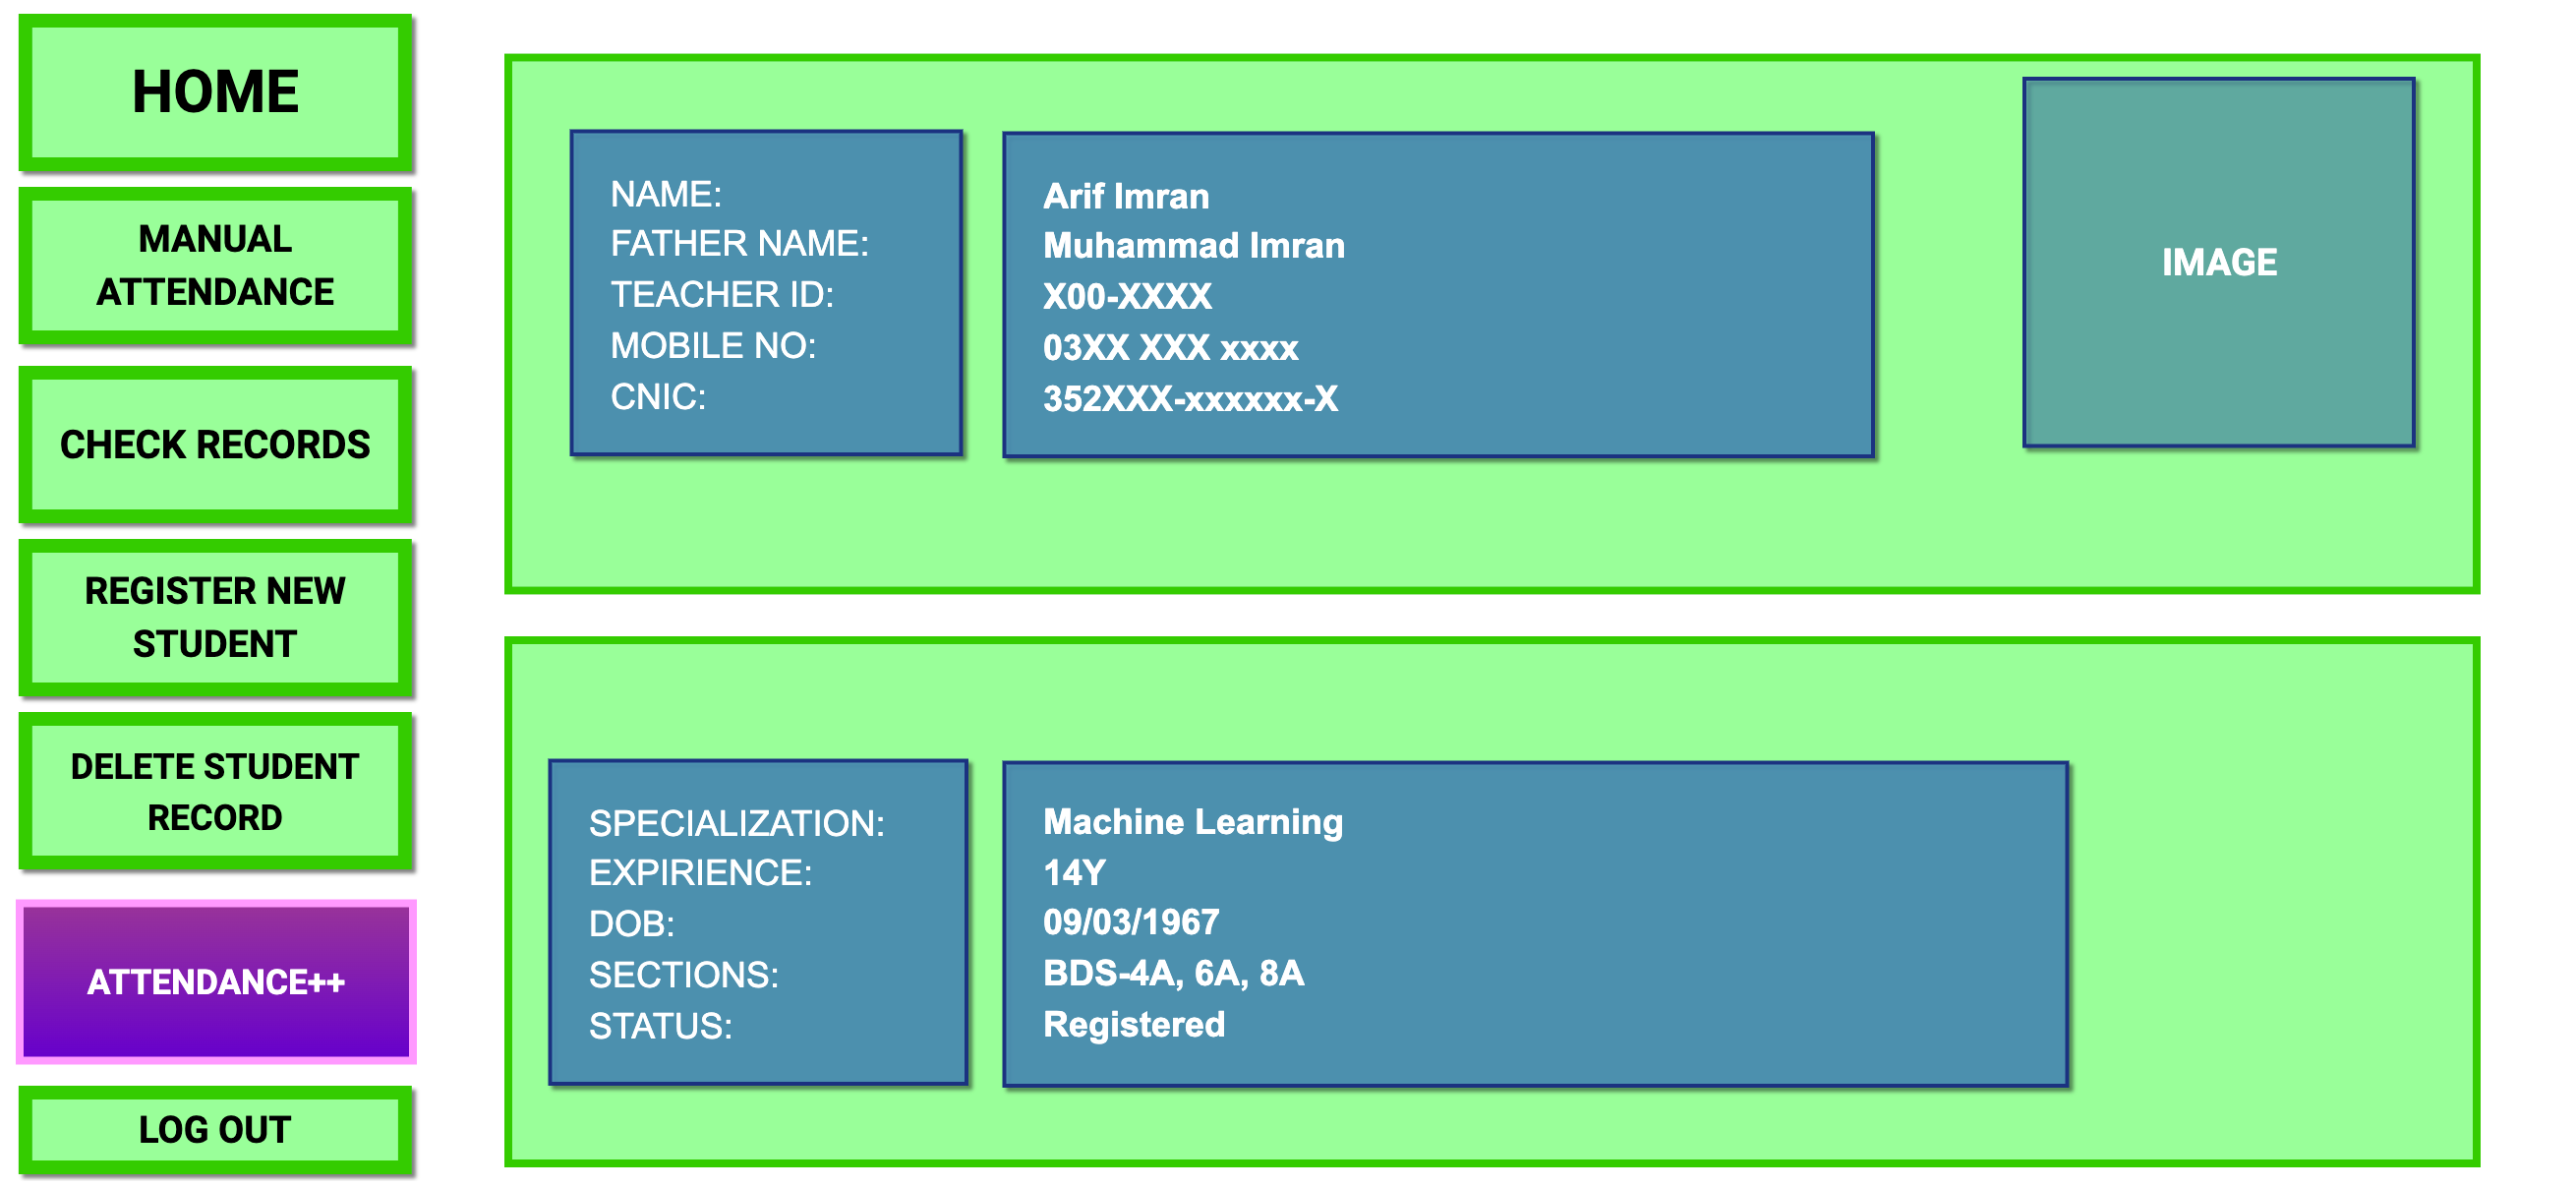 HOME
MANUAL
ATTENDANCE
CHECK RECORDS
REGISTER NEW
STUDENT
DELETE STUDENT
RECORD
ATTENDANCE++
LOG OUT
NAME:
FATHER NAME:
TEACHER ID:
MOBILE NO:
CNIC:
Arif Imran
Muhammad Imran
X00-XXXX
03XX XXX xxxx
352XXX-xxxxxx-X
IMAGE
SPECIALIZATION:
EXPIRIENCE:
DOB:
SECTIONS:
STATUS:
Machine Learning
14Y
09/03/1967
BDS-4A, 6A, 8A
Registered